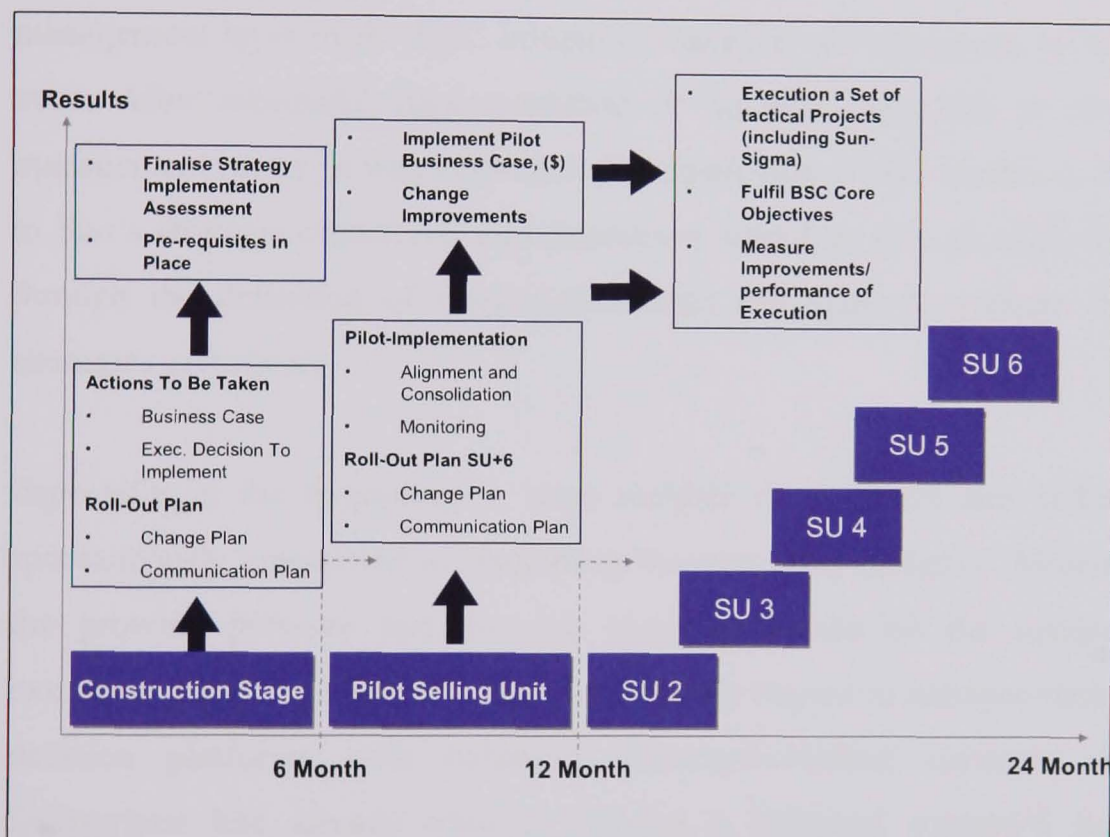 Results
• Finalise Strategy
Implementation
Assessment
• Pre-requisites in
Place
• Implement Pilot
Business Case, ($)
• Change
Improvements
• Execution a Set of
tactical Projects
(including Sun-
Sigma)
• Fulfil BSC Core
Objectives
• Measure
Improvements/
performance of
Execution
Actions To Be Taken
• Business Case
• Exec. Decision To
Implement
Roll-Out Plan
• Change Plan
• Communication Plan
Pilot-Implementation
• Alignment and
Consolidation
• Monitoring
Roll-Out Plan SU+6
• Change Plan
• Communication Plan
SU 6
SU 5
SU 4
SU 3
Construction Stage
Pilot Selling Unit
SU 2
6 Month
12 Month
24 Month